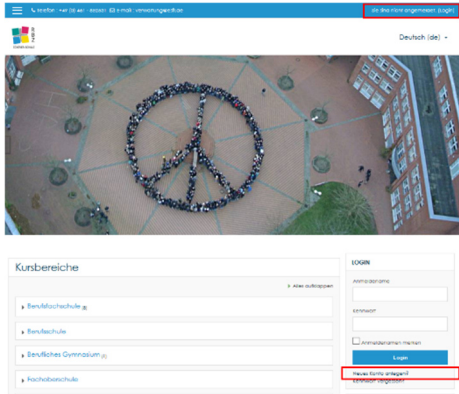 Sie sind nicht angemeldet. (Login)
Deutsch (de)
Kursbereiche
Alles aufklappen
Berufsfachschule
Berufsschule
Berufliches Gymnasium
Fachoberschule
LOGIN
Anmeldename
Kennwort
Anmeldenamen merken
Login
Neues Konto anlegen?
Kennwort vergessen?